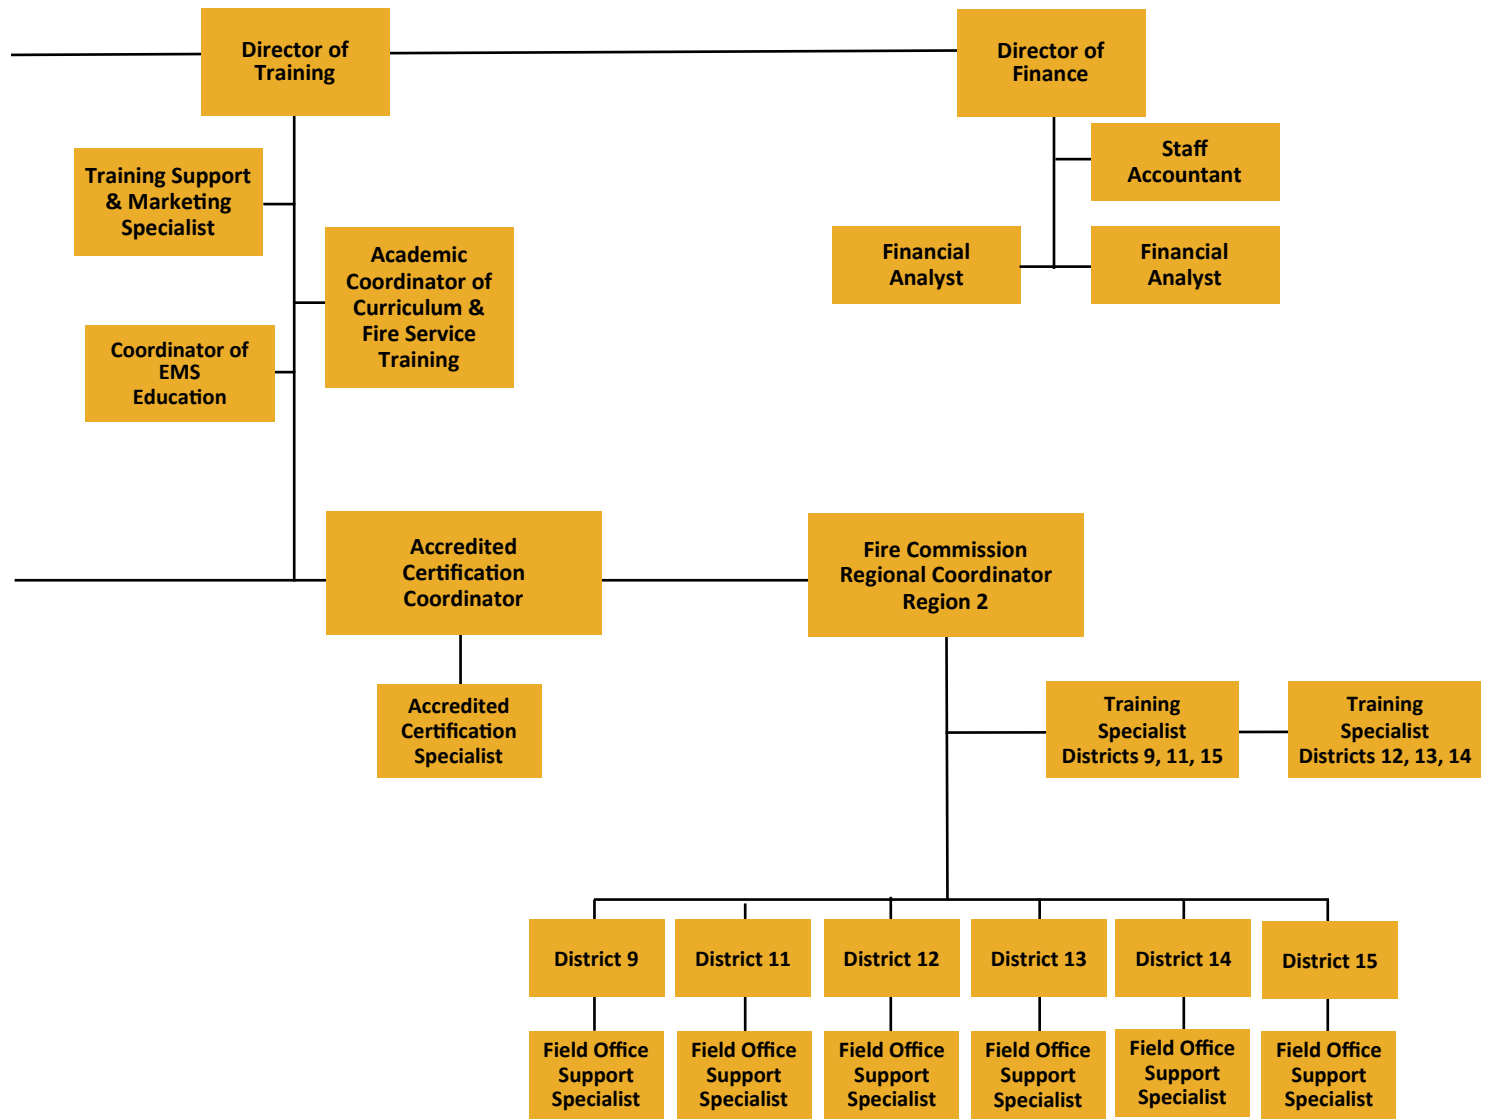 Director of
Training
Director of
Finance
Staff
Accountant
Training Support
& Marketing
Specialist
Academic
Coordinator of
Curriculum &
Fire Service
Training
Financial
Analyst
Financial
Analyst
Coordinator of
EMS
Education
Accredited
Certification
Coordinator
Fire Commission
Regional Coordinator
Region 2
Accredited
Certification
Specialist
Training
Specialist
Districts 9, 11, 15
Training
Specialist
Districts 12, 13, 14
District 9
District 11
District 12
District 13
District 14
District 15
Field Office
Support
Specialist
Field Office
Support
Specialist
Field Office
Support
Specialist
Field Office
Support
Specialist
Field Office
Support
Specialist
Field Office
Support
Specialist